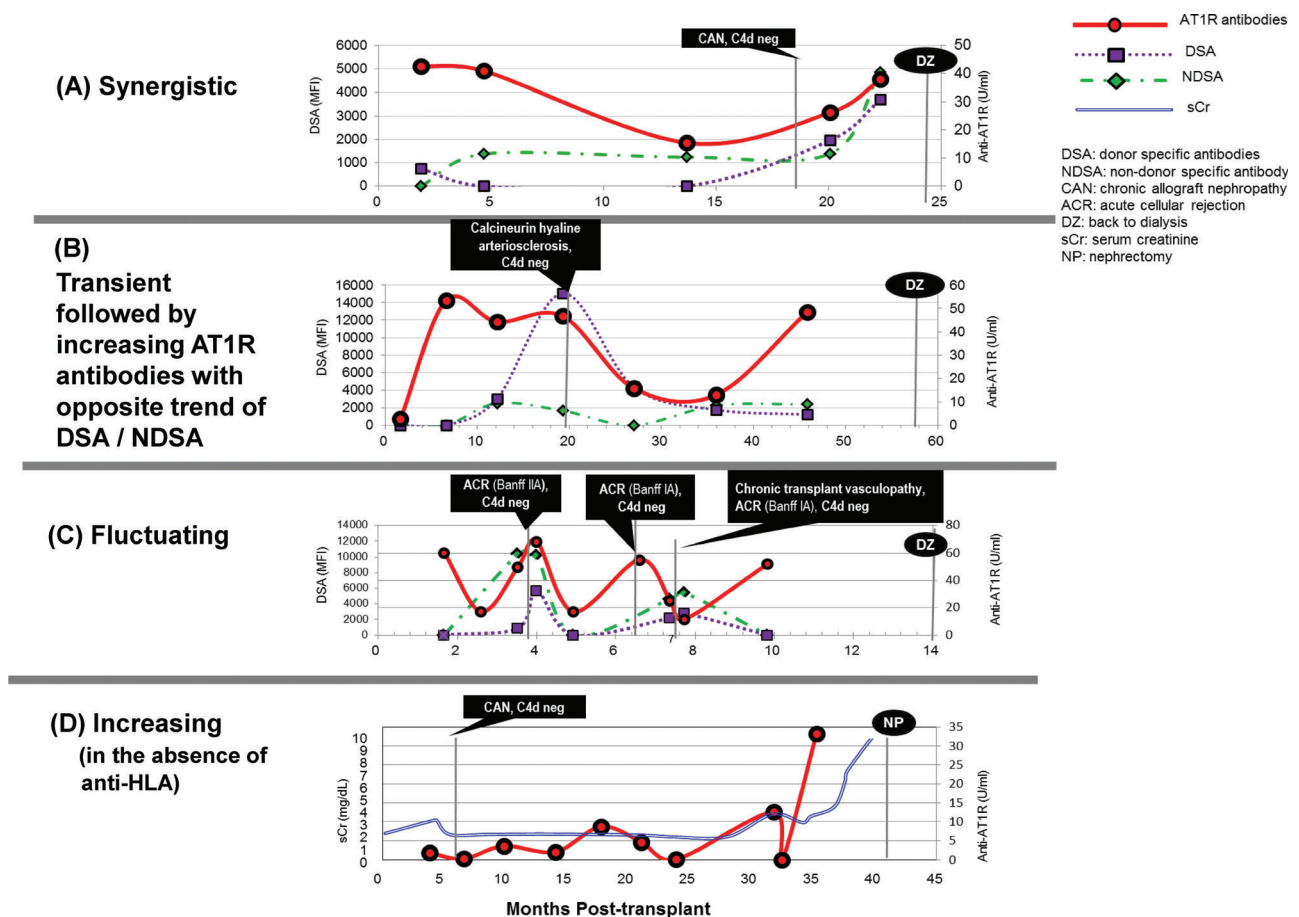 AT1R antibodies
DSA
NDSA
sCr
DSA: donor specific antibodies
NDSA: non-donor specific antibody
CAN: chronic allograft nephropathy
ACR: acute cellular rejection
DZ: back to dialysis
sCr: serum creatinine
NP: nephrectomy
(A) Synergistic
CAN, C4d neg
DZ
DSA (MFI)
6000
5000
4000
3000
2000
1000
0
0
5
10
15
20
25
50
40
30
20
10
0
Anti-AT1R (U/ml)
(B)
Transient
followed by
increasing AT1R
antibodies with
opposite trend of
DSA / NDSA
Calcineurin hyaline
arteriosclerosis,
C4d neg
DZ
DSA (MFI)
16000
14000
12000
10000
8000
6000
4000
2000
0
0
10
20
30
40
50
60
60
50
40
30
20
10
0
Anti-AT1R (U/ml)
(C) Fluctuating
ACR (Banff IIA),
C4d neg
ACR (Banff IA),
C4d neg
Chronic transplant vasculopathy,
ACR (Banff IA), C4d neg
DZ
DSA (MFI)
14000
12000
10000
8000
6000
4000
2000
0
0
2
4
6
7
8
10
12
14
80
60
40
20
0
Anti-AT1R (U/ml)
(D) Increasing
(in the absence of
anti-HLA)
CAN, C4d neg
NP
sCr (mg/dL)
10
9
8
7
6
5
4
3
2
1
0
0
5
10
15
20
25
30
35
40
45
35
30
25
20
15
10
5
0
Anti-AT1R (U/ml)
Months Post-transplant